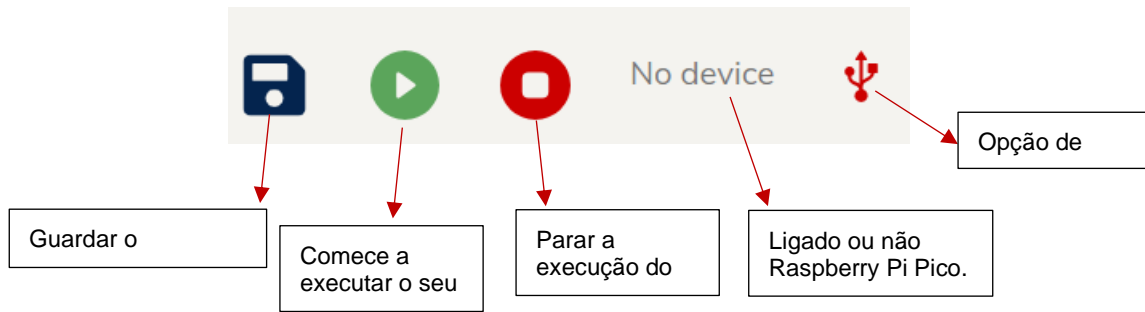 No device
Opção de
Guardar o
Comece a
executar o seu
Parar a
execução do
Ligado ou não
Raspberry Pi Pico.